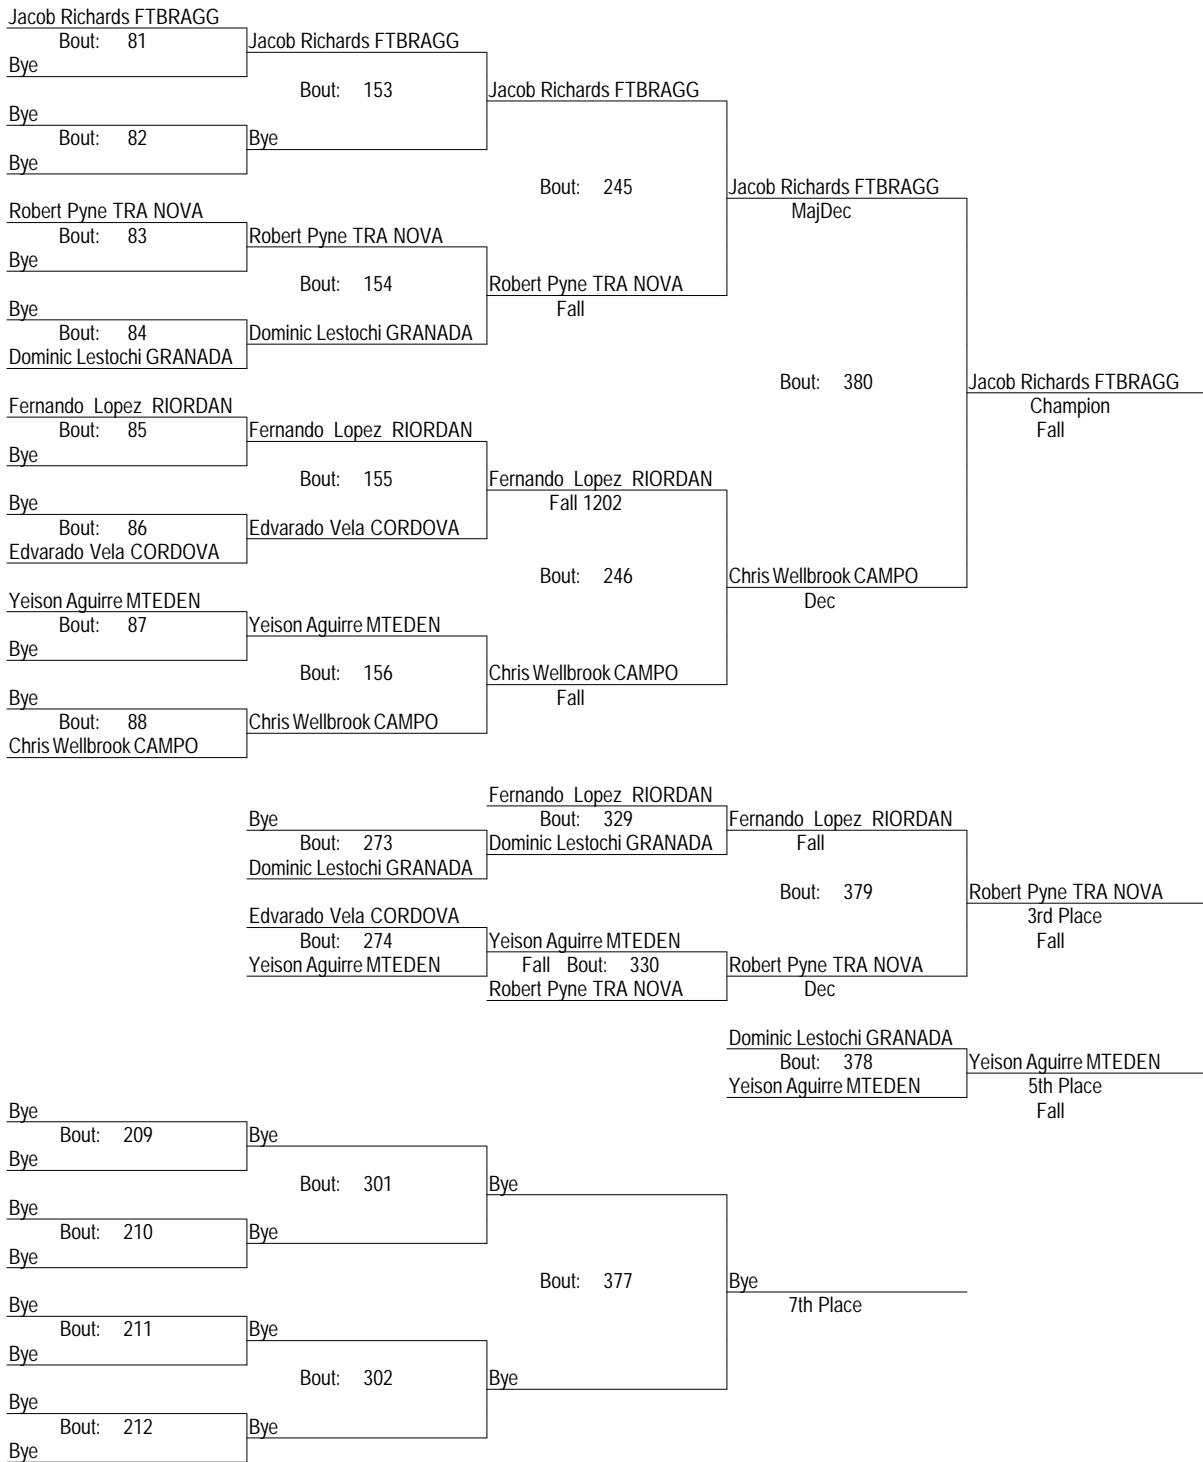 Jacob Richards FTBRAGG
Bout: 81 Jacob Richards FTBRAGG
Bye
Bout: 153 Jacob Richards FTBRAGG
Bye
Bout: 82 Bye
Bye
Bout: 245 Jacob Richards FTBRAGG
MajDec
Robert Pyne TRA NOVA
Bout: 83 Robert Pyne TRA NOVA
Bye
Bout: 154 Robert Pyne TRA NOVA
Fall
Bye
Bout: 84 Dominic Lestochi GRANADA
Dominic Lestochi GRANADA
Bout: 380 Jacob Richards FTBRAGG
Champion
Fall
Fernando Lopez RIORDAN
Bout: 85 Fernando Lopez RIORDAN
Bye
Bout: 155 Fernando Lopez RIORDAN
Fall 1202
Bye
Bout: 86 Edvarado Vela CORDOVA
Edvarado Vela CORDOVA
Bout: 246 Chris Wellbrook CAMPO
Dec
Yeison Aguirre MTEDEN
Bout: 87 Yeison Aguirre MTEDEN
Bye
Bout: 156 Chris Wellbrook CAMPO
Fall
Bye
Bout: 88 Chris Wellbrook CAMPO
Chris Wellbrook CAMPO
Fernando Lopez RIORDAN
Bye
Bout: 329 Fernando Lopez RIORDAN
Fall
Bout: 273 Dominic Lestochi GRANADA
Dominic Lestochi GRANADA
Bout: 379 Robert Pyne TRA NOVA
3rd Place
Fall
Edvarado Vela CORDOVA
Bout: 274 Yeison Aguirre MTEDEN
Yeison Aguirre MTEDEN
Fall Bout: 330 Robert Pyne TRA NOVA
Dec
Robert Pyne TRA NOVA
Dominic Lestochi GRANADA
Bout: 378 Yeison Aguirre MTEDEN
Yeison Aguirre MTEDEN
5th Place
Fall
Bye
Bout: 209 Bye
Bye
Bout: 301 Bye
Bye
Bout: 210 Bye
Bye
Bout: 377 Bye
7th Place
Bye
Bout: 211 Bye
Bye
Bout: 302 Bye
Bye
Bout: 212 Bye
Bye